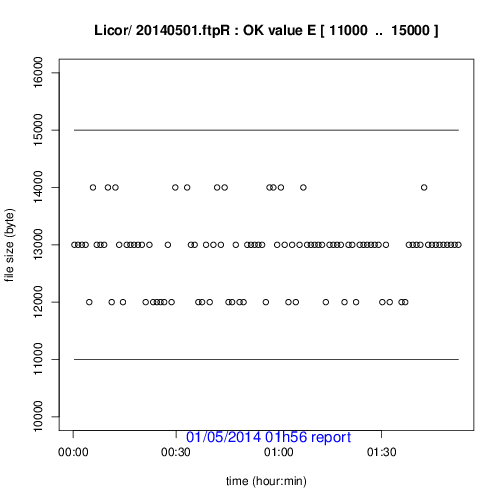 Licor/ 20140501.ftpR : OK value E [ 11000 .. 15000 ]
file size (byte)
16000
15000
14000
13000
12000
11000
10000
01/05/2014 01h56 report
00:00 00:30 01:00 01:30
time (hour:min)